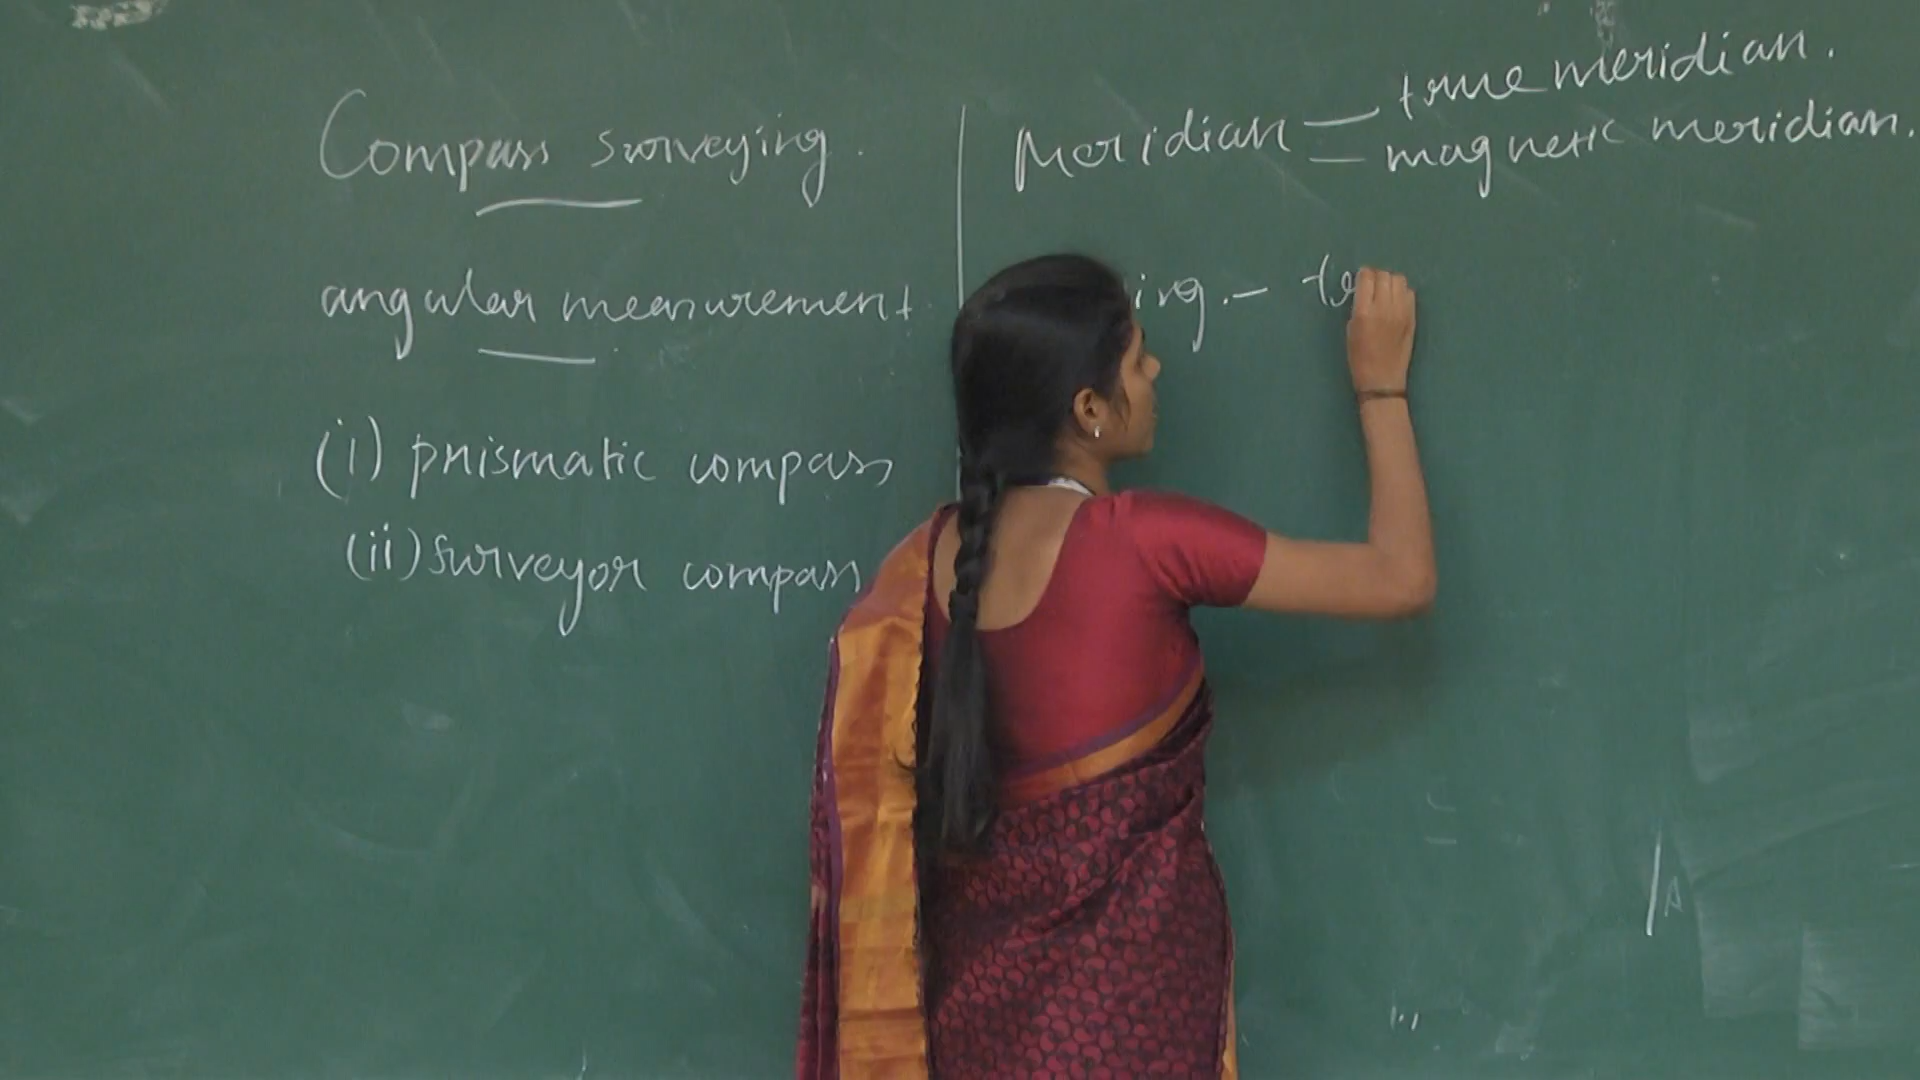 Compass surveying.
angular measurement
(i) prismatic compass
(ii) surveyor compass
Meridian
true meridian.
magnetic meridian.